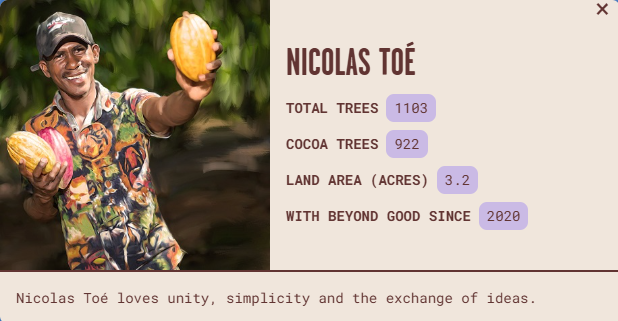 ×
NICOLAS TOÉ
TOTAL TREES 1103
COCOA TREES 922
LAND AREA (ACRES) 3.2
WITH BEYOND GOOD SINCE 2020
Nicolas Toé loves unity, simplicity and the exchange of ideas.